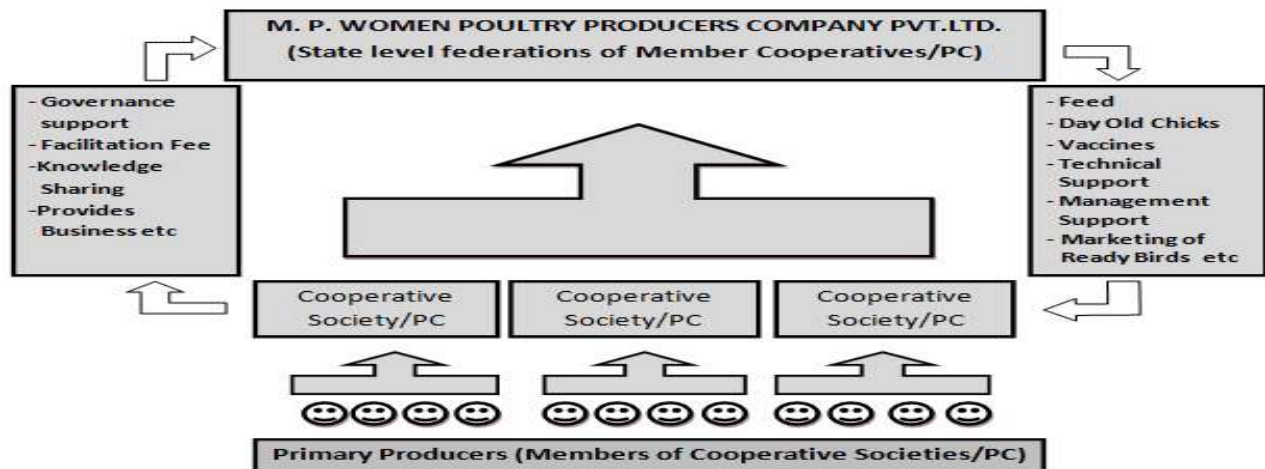 M. P. WOMEN POULTRY PRODUCERS COMPANY PVT.LTD.
(State level federations of Member Cooperatives/PC)
- Governance
support
- Facilitation Fee
-Knowledge
Sharing
-Provides
Business etc
- Feed
- Day Old Chicks
- Vaccines
- Technical
Support
- Management
Support
- Marketing of
Ready Birds etc
Cooperative
Society/PC
Cooperative
Society/PC
Cooperative
Society/PC
Primary Producers (Members of Cooperative Societies/PC)